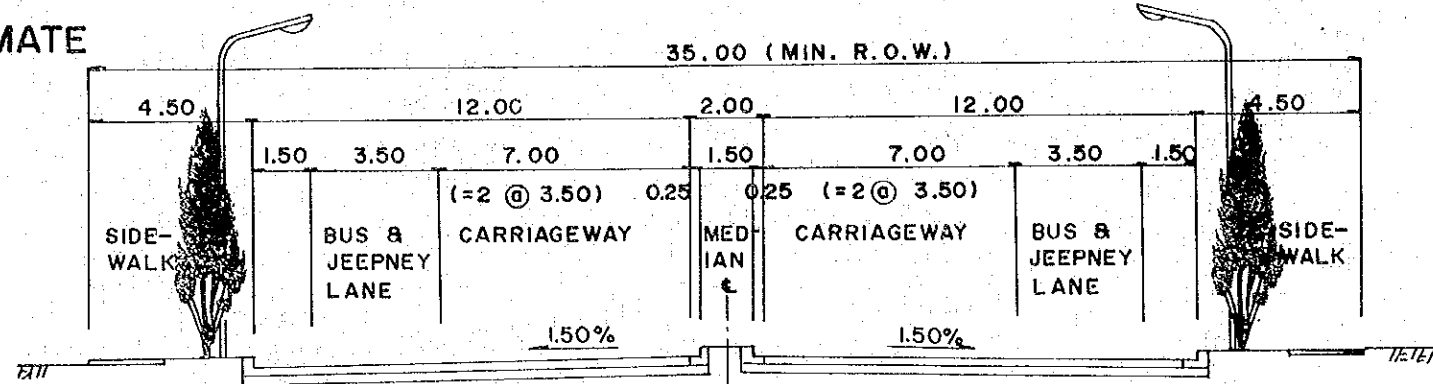 MATE
35.00 (MIN. R.O.W.)
4.50 12.00 2.00 12.00 4.50
1.50 3.50 7.00 1.50 7.00 3.50 1.50
(=2 @ 3.50) 0.25 0.25 (=2 @ 3.50)
SIDE-
WALK
BUS &
JEEPNEY
LANE
CARRIAGEWAY
MED-
IAN
℄
CARRIAGEWAY
BUS &
JEEPNEY
LANE
SIDE-
WALK
1.50% 1.50%